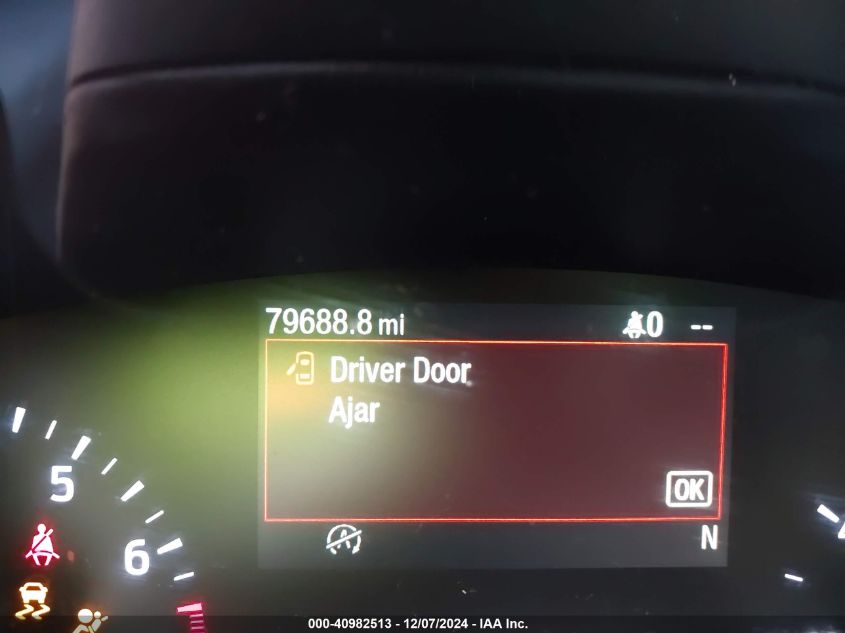 79688.8 mi 0 --
Driver Door
Ajar
OK
5
6
N
000-40982513 - 12/07/2024 - IAA Inc.